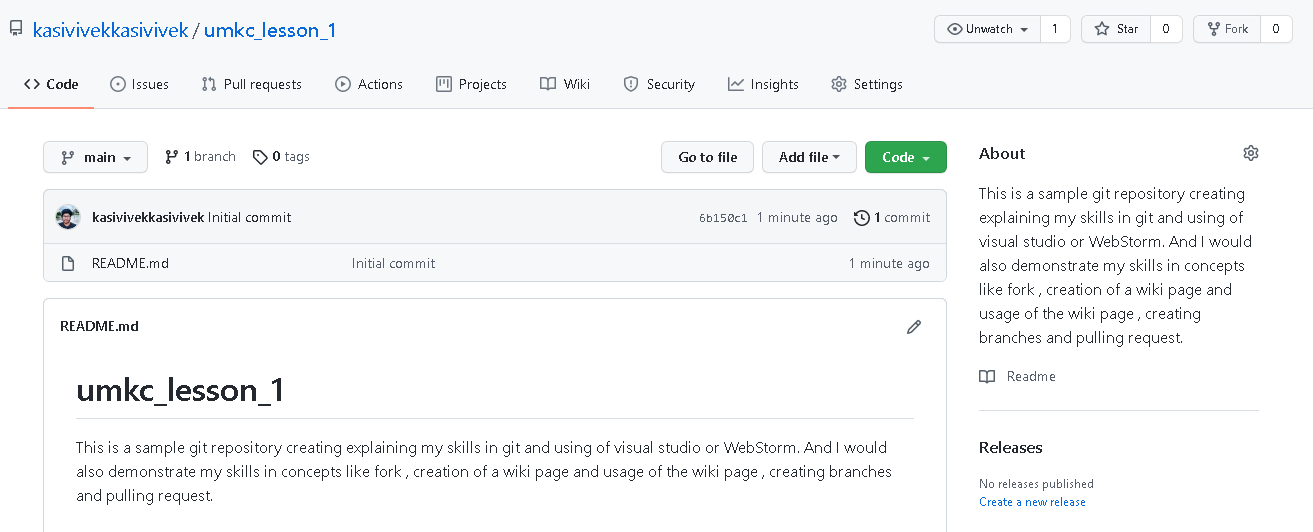 kasivivekkasivivek / umkc_lesson_1
Unwatch 1 Star 0 Fork 0
Code Issues Pull requests Actions Projects Wiki Security Insights Settings
main 1 branch 0 tags Go to file Add file Code
kasivivekkasivivek Initial commit 6b150c1 1 minute ago 1 commit
README.md Initial commit 1 minute ago
README.md
umkc_lesson_1
This is a sample git repository creating explaining my skills in git and using of visual studio or WebStorm. And I would
also demonstrate my skills in concepts like fork , creation of a wiki page and usage of the wiki page , creating branches
and pulling request.
About
This is a sample git repository creating
explaining my skills in git and using of
visual studio or WebStorm. And I would
also demonstrate my skills in concepts
like fork , creation of a wiki page and
usage of the wiki page , creating
branches and pulling request.
Readme
Releases
No releases published
Create a new release